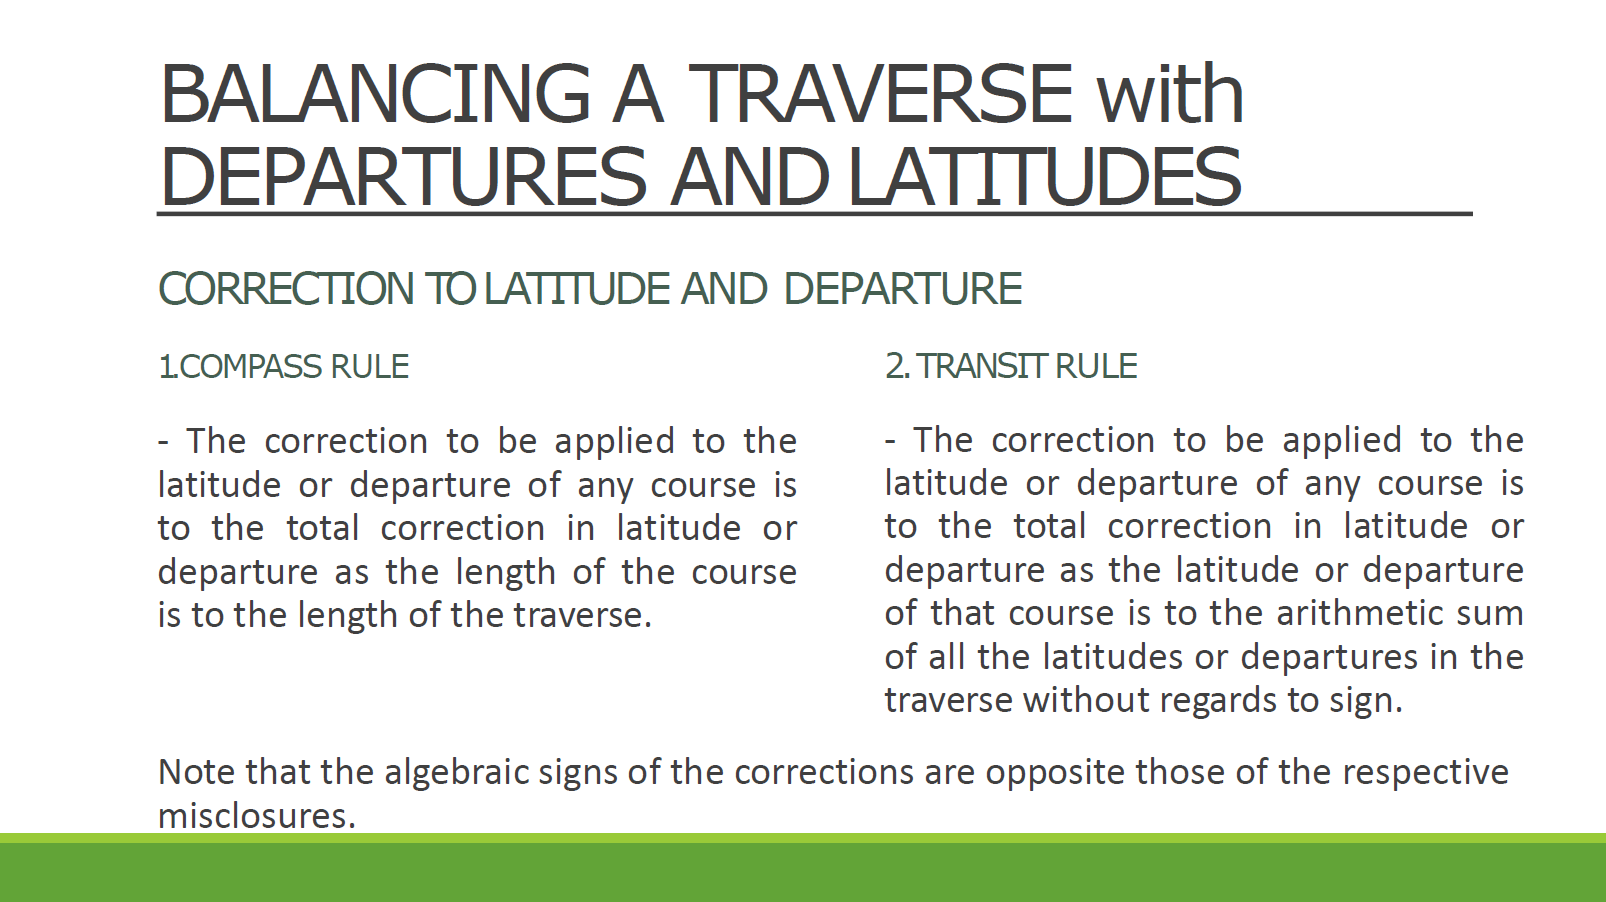 BALANCING A TRAVERSE with
DEPARTURES AND LATITUDES
CORRECTION TO LATITUDE AND DEPARTURE
1.COMPASS RULE
- The correction to be applied to the
latitude or departure of any course is
to the total correction in latitude or
departure as the length of the course
is to the length of the traverse.
2. TRANSIT RULE
- The correction to be applied to the
latitude or departure of any course is
to the total correction in latitude or
departure as the latitude or departure
of that course is to the arithmetic sum
of all the latitudes or departures in the
traverse without regards to sign.
Note that the algebraic signs of the corrections are opposite those of the respective
misclosures.